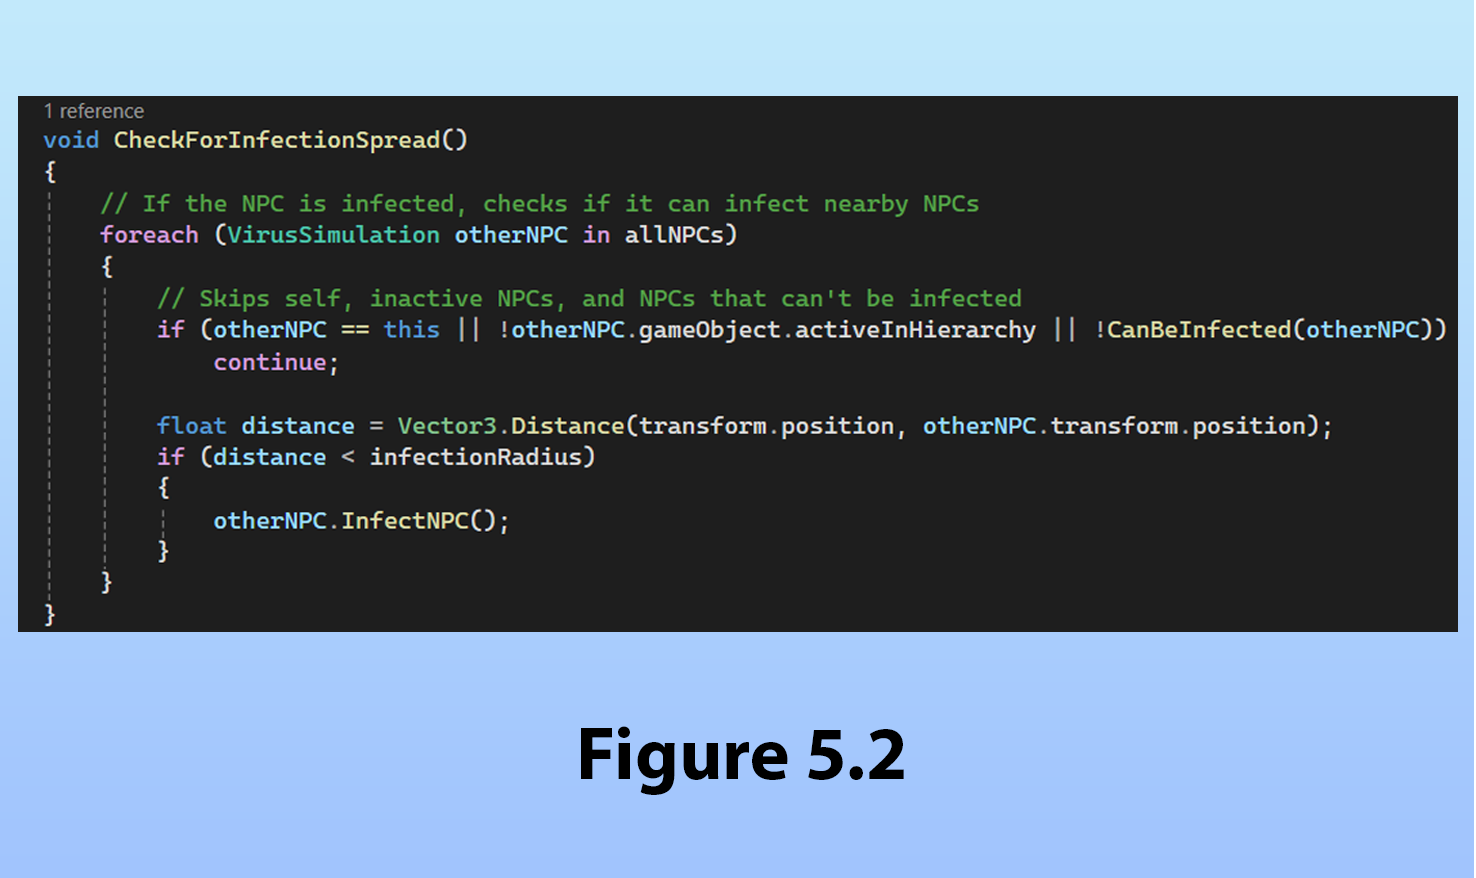 1 reference
void CheckForInfectionSpread()
{
// If the NPC is infected, checks if it can infect nearby NPCs
foreach (VirusSimulation otherNPC in allNPCs)
{
// Skips self, inactive NPCs, and NPCs that can't be infected
if (otherNPC == this || !otherNPC.gameObject.activeInHierarchy || !CanBeInfected(otherNPC))
continue;
float distance = Vector3.Distance(transform.position, otherNPC.transform.position);
if (distance < infectionRadius)
{
otherNPC.InfectNPC();
}
}
}
Figure 5.2